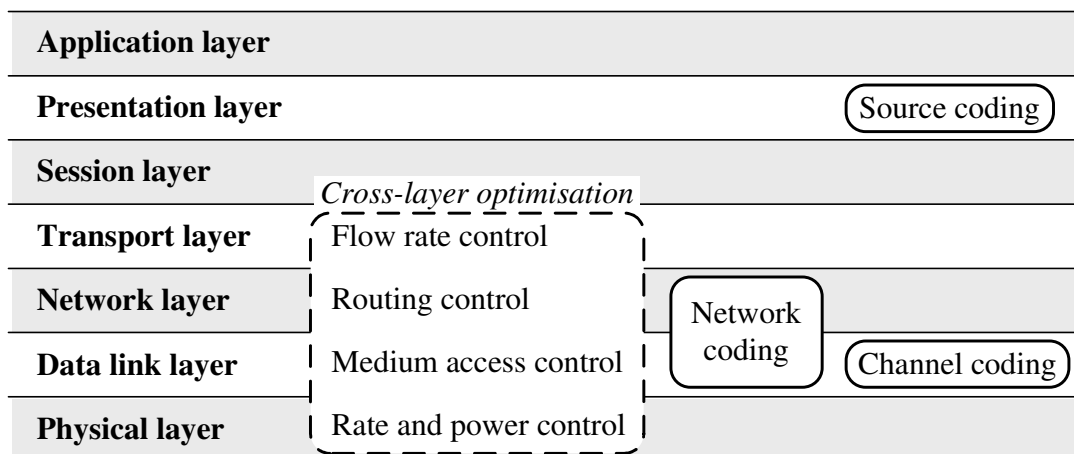 Application layer
Presentation layer
Source coding
Session layer
Cross-layer optimisation
Transport layer
Flow rate control
Network layer
Routing control
Network
coding
Data link layer
Medium access control
Channel coding
Physical layer
Rate and power control